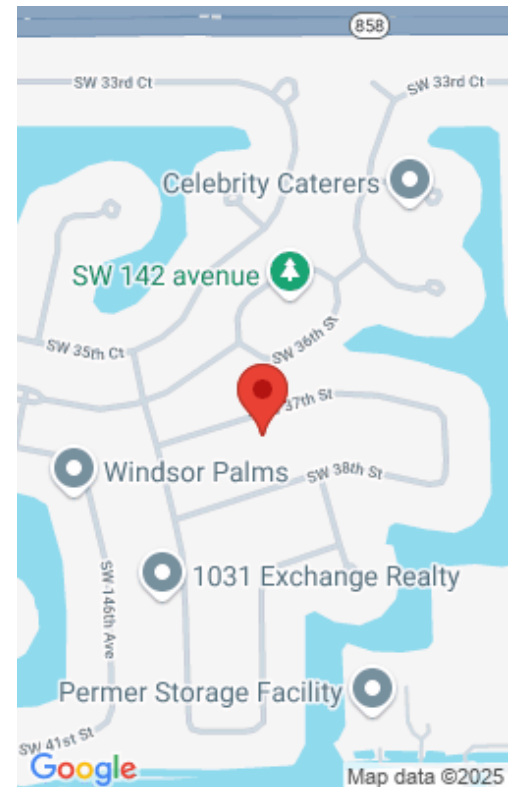 858
SW 33rd Ct
SW 33rd Ct
Celebrity Caterers
SW 142 avenue
SW 36th St
SW 35th Ct
37th St
Windsor Palms
SW 38th St
1031 Exchange Realty
SW 146th Ave
Permer Storage Facility
SW 41st St
Google
Map data ©2025